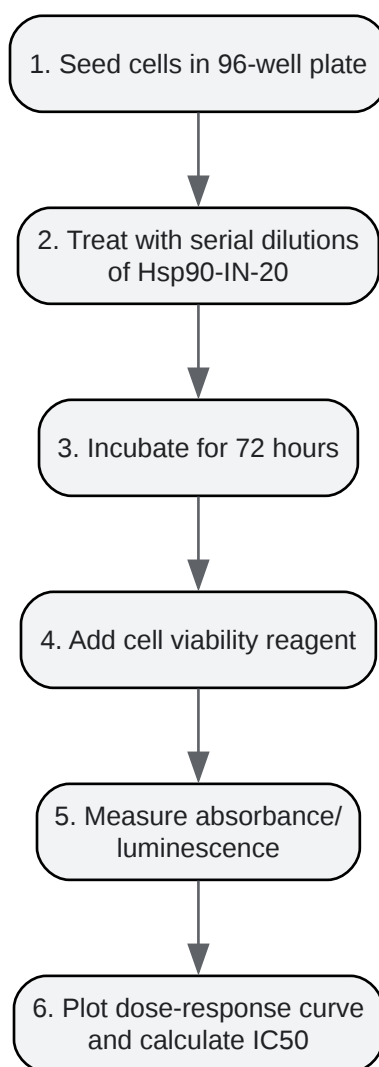 1. Seed cells in 96-well plate
2. Treat with serial dilutions
of Hsp90-IN-20
3. Incubate for 72 hours
4. Add cell viability reagent
5. Measure absorbance/
luminescence
6. Plot dose-response curve
and calculate IC50